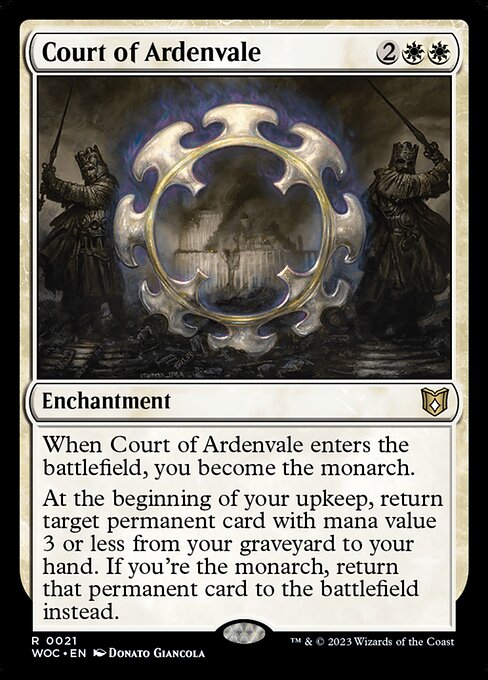 Court of Ardenvale 2
Enchantment
When Court of Ardenvale enters the
battlefield, you become the monarch.
At the beginning of your upkeep, return
target permanent card with mana value
3 or less from your graveyard to your
hand. If you're the monarch, return
that permanent card to the battlefield
instead.
R 0021
WOC • EN Donato Giancola
™ & © 2023 Wizards of the Coast